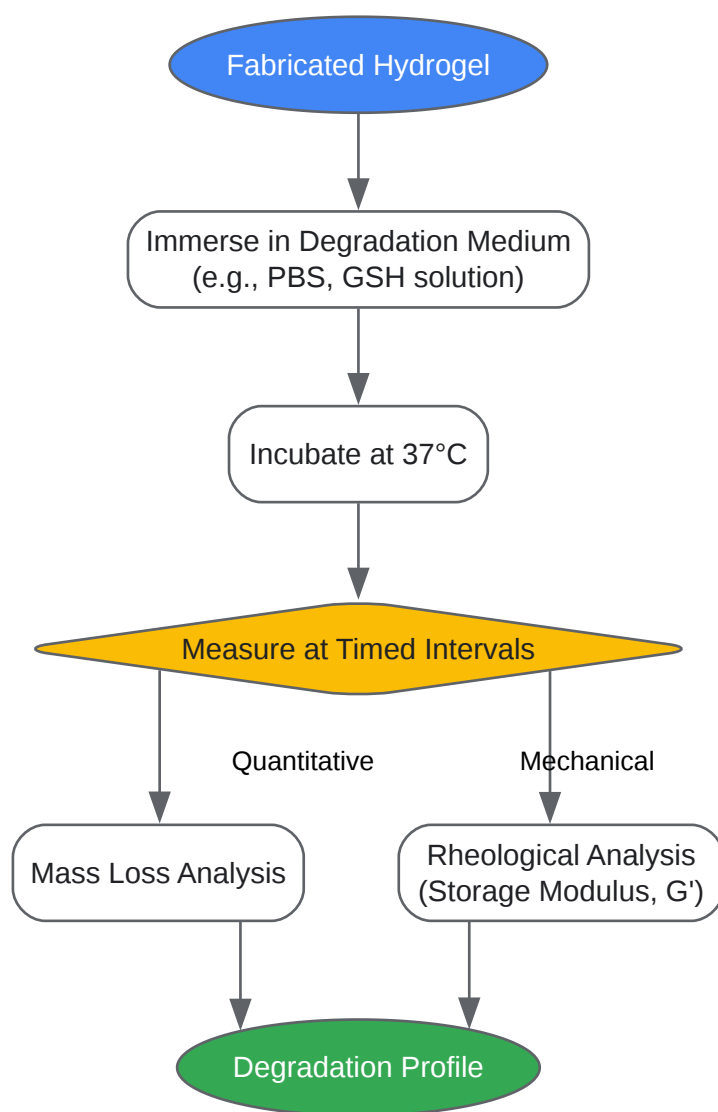 Fabricated Hydrogel
Immerse in Degradation Medium
(e.g., PBS, GSH solution)
Incubate at 37°C
Measure at Timed Intervals
Quantitative
Mechanical
Mass Loss Analysis
Rheological Analysis
(Storage Modulus, G')
Degradation Profile